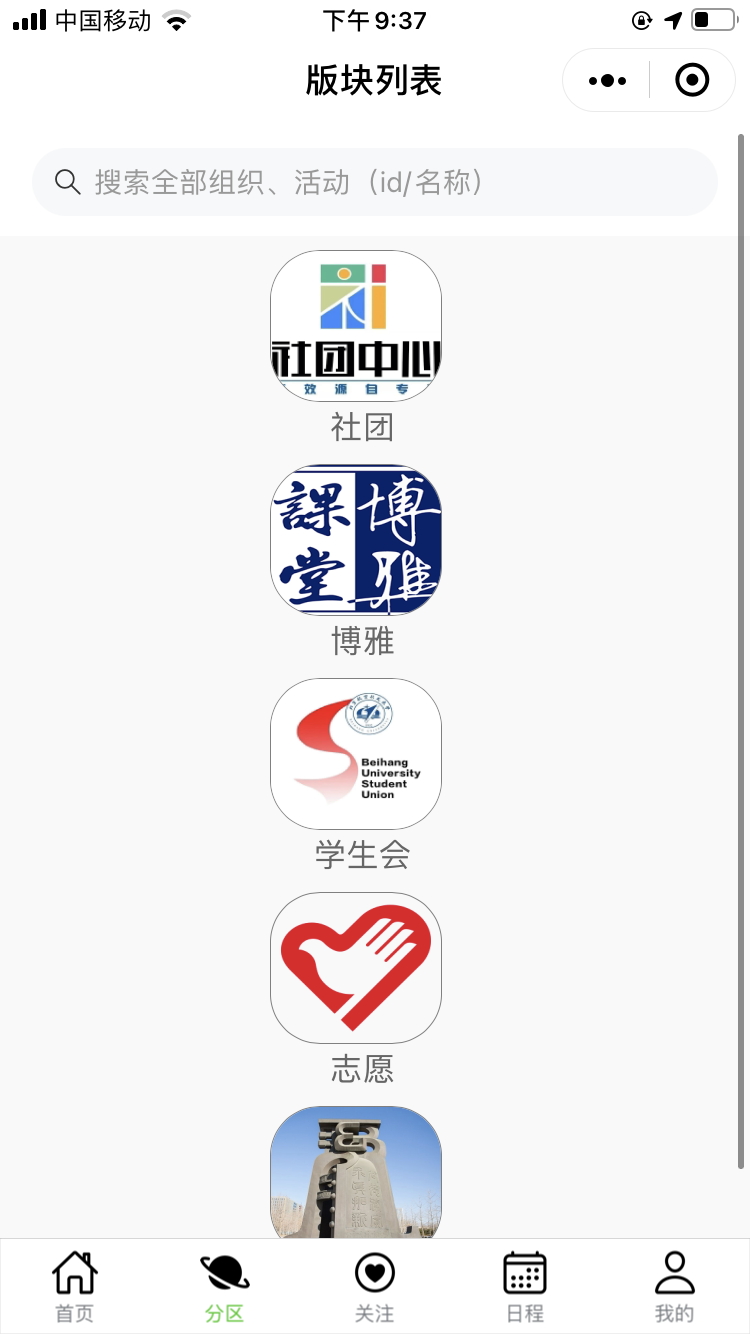 中国移动
下午9:37
版块列表
搜索全部组织、活动（id/名称）
社团中心
效源自专
社团
課堂
博雅
博雅
Beihang
University
Student
Union
学生会
志愿
首页
分区
关注
日程
我的